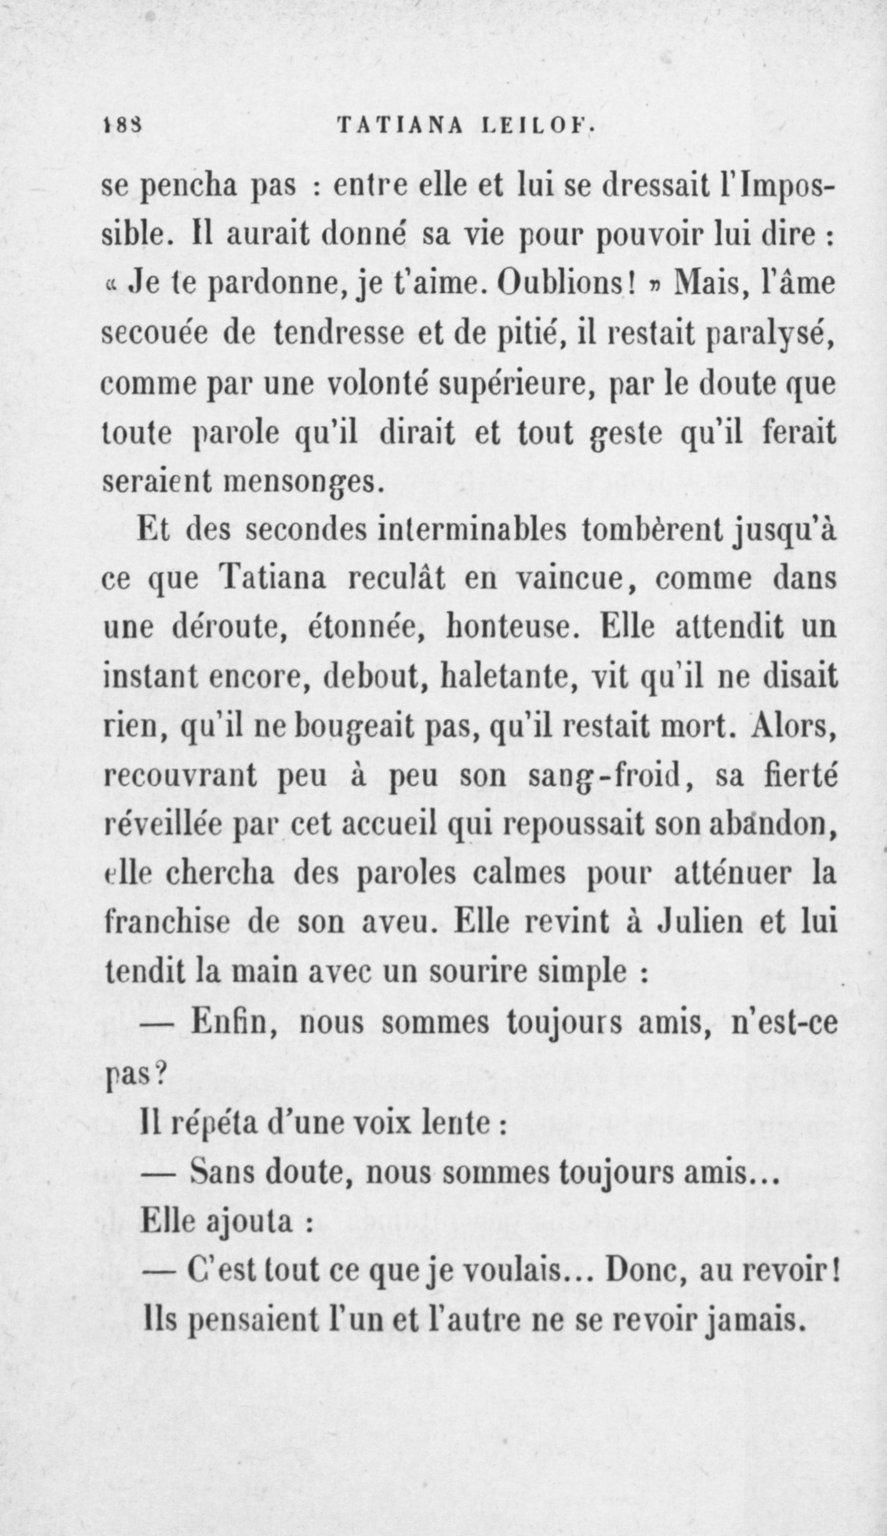 188 TATIANA LEILOF.
se pencha pas : entre elle et lui se dressait l'Impos-
sible. Il aurait donné sa vie pour pouvoir lui dire :
« Je te pardonne, je t'aime. Oublions! » Mais, l'âme
secouée de tendresse et de pitié, il restait paralysé,
comme par une volonté supérieure, par le doute que
toute parole qu'il dirait et tout geste qu'il ferait
seraient mensonges.
Et des secondes interminables tombèrent jusqu'à
ce que Tatiana reculât en vaincue, comme dans
une déroute, étonnée, honteuse. Elle attendit un
instant encore, debout, haletante, vit qu'il ne disait
rien, qu'il ne bougeait pas, qu'il restait mort. Alors,
recouvrant peu à peu son sang-froid, sa fierté
réveillée par cet accueil qui repoussait son abandon,
elle chercha des paroles calmes pour atténuer la
franchise de son aveu. Elle revint à Julien et lui
tendit la main avec un sourire simple :
— Enfin, nous sommes toujours amis, n'est-ce
pas?
Il répéta d'une voix lente :
— Sans doute, nous sommes toujours amis...
Elle ajouta :
— C'est tout ce que je voulais... Donc, au revoir!
Ils pensaient l'un et l'autre ne se revoir jamais.